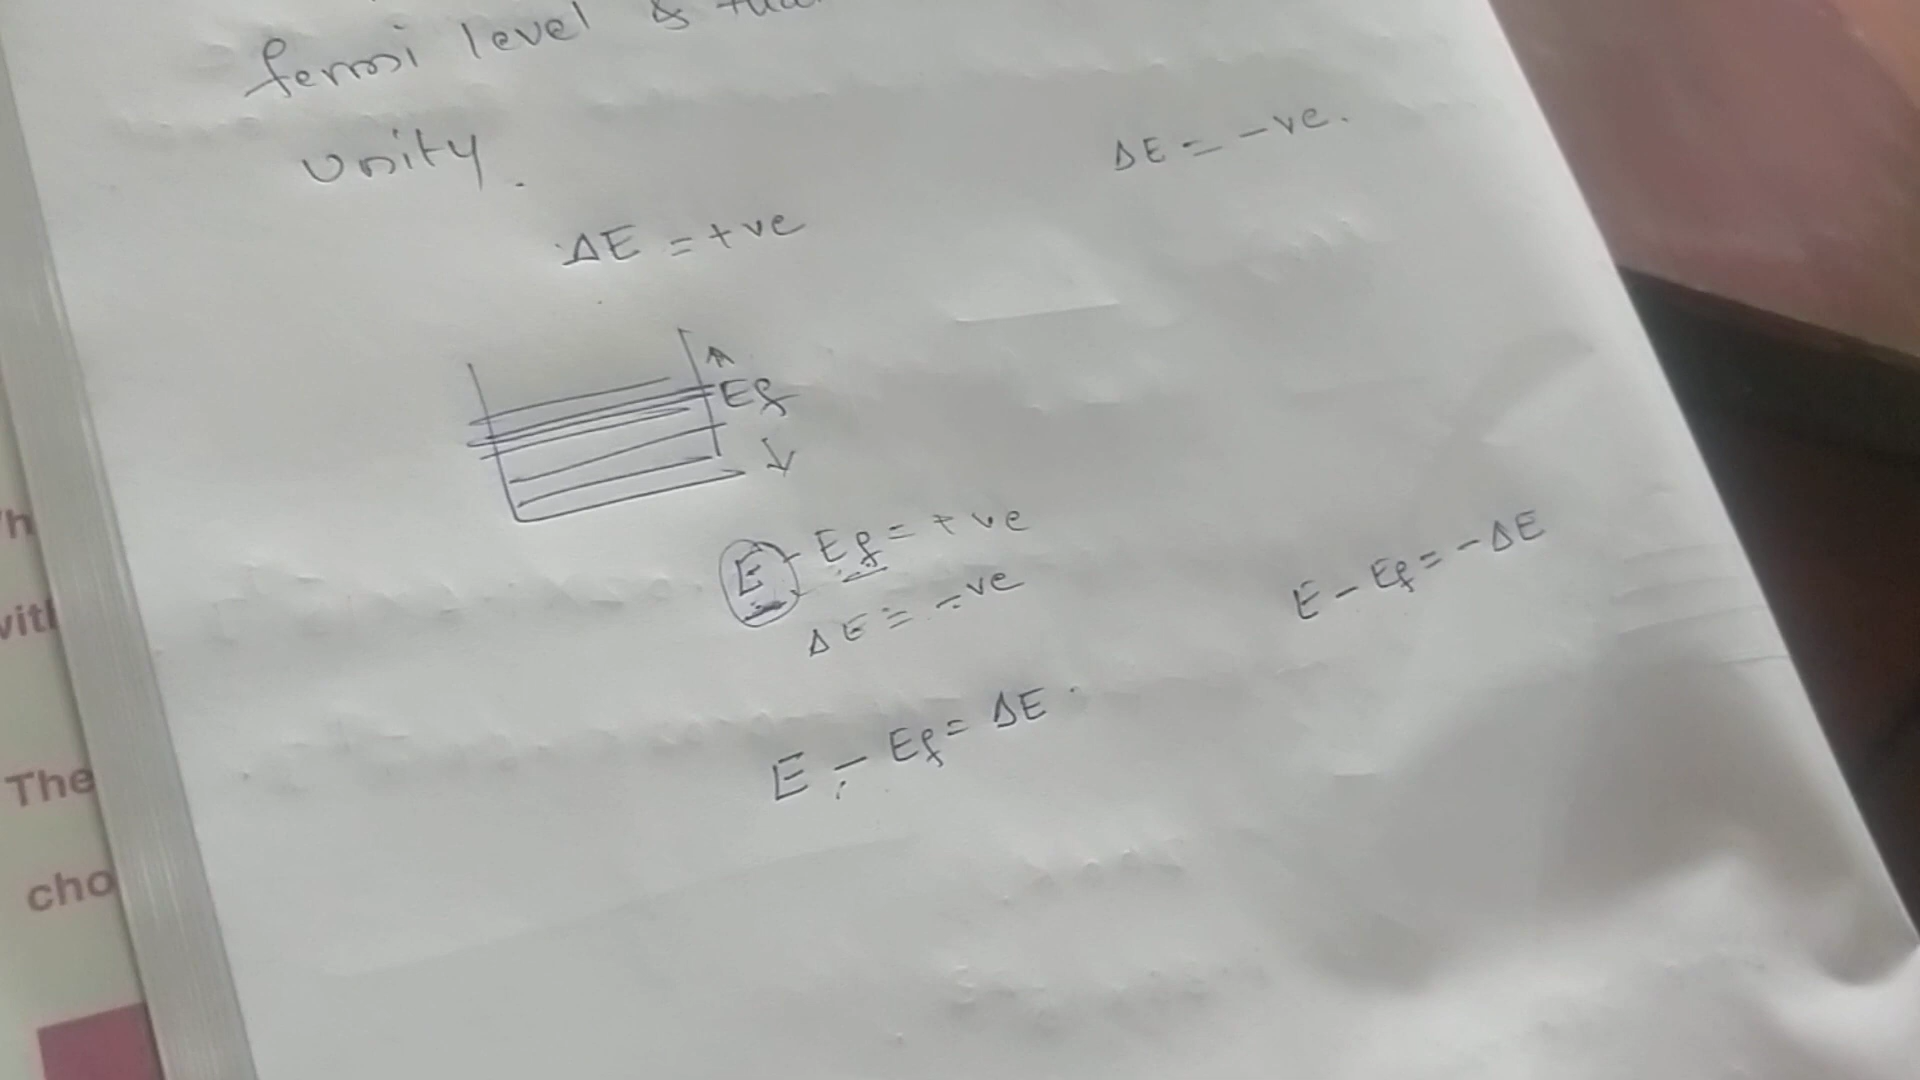 fermi level &
unity.
ΔE = -ve.
ΔE = +ve
Ef
E - Ef = +ve
ΔE = -ve
E - Ef = -ΔE
E - Ef = ΔE
The
cho